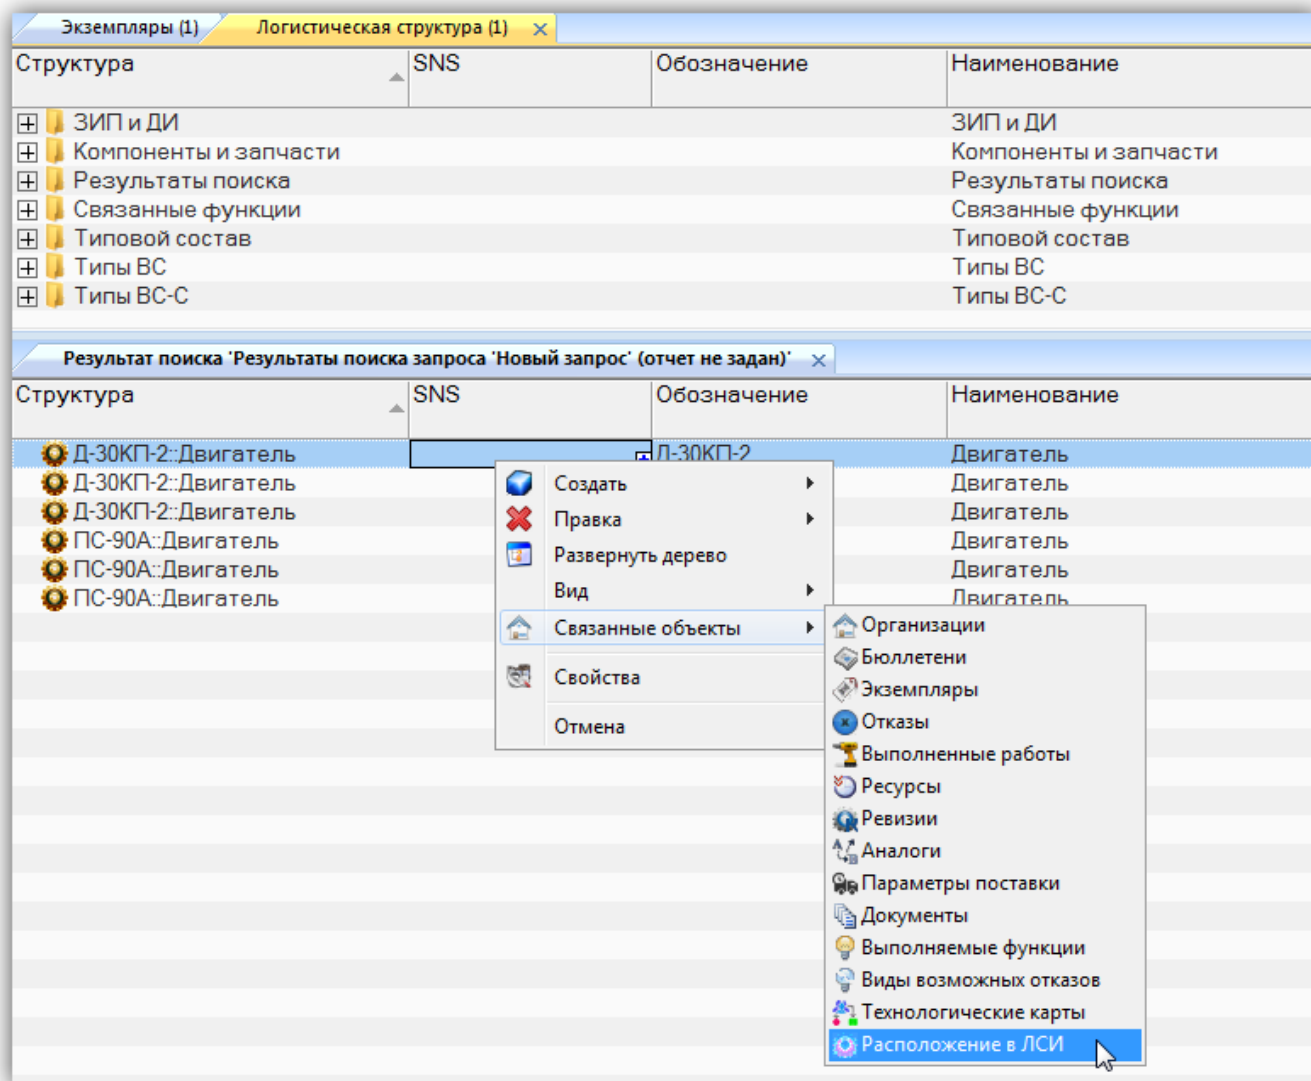 Экземпляры (1) Логистическая структура (1)
Структура SNS Обозначение Наименование
ЗИП и ДИ ЗИП и ДИ
Компоненты и запчасти Компоненты и запчасти
Результаты поиска Результаты поиска
Связанные функции Связанные функции
Типовой состав Типовой состав
Типы ВС Типы ВС
Типы ВС-С Типы ВС-С
Результат поиска 'Результаты поиска запроса 'Новый запрос' (отчет не задан)'
Структура SNS Обозначение Наименование
Д-30КП-2::Двигатель Д-30КП-2 Двигатель
Д-30КП-2::Двигатель Двигатель
Д-30КП-2::Двигатель Двигатель
ПС-90А::Двигатель Двигатель
ПС-90А::Двигатель Двигатель
ПС-90А::Двигатель Двигатель
Создать
Правка
Развернуть дерево
Вид
Связанные объекты
Свойства
Отмена
Организации
Бюллетени
Экземпляры
Отказы
Выполненные работы
Ресурсы
Ревизии
Аналоги
Параметры поставки
Документы
Выполняемые функции
Виды возможных отказов
Технологические карты
Расположение в ЛСИ